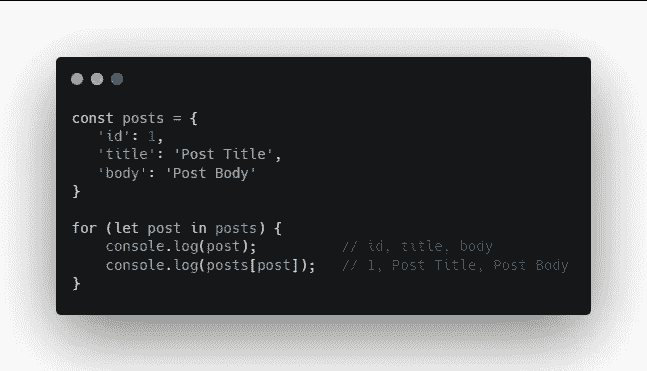 const posts = {
   'id': 1,
   'title': 'Post Title',
   'body': 'Post Body'
}

for (let post in posts) {
    console.log(post);          // id, title, body
    console.log(posts[post]);   // 1, Post Title, Post Body
}